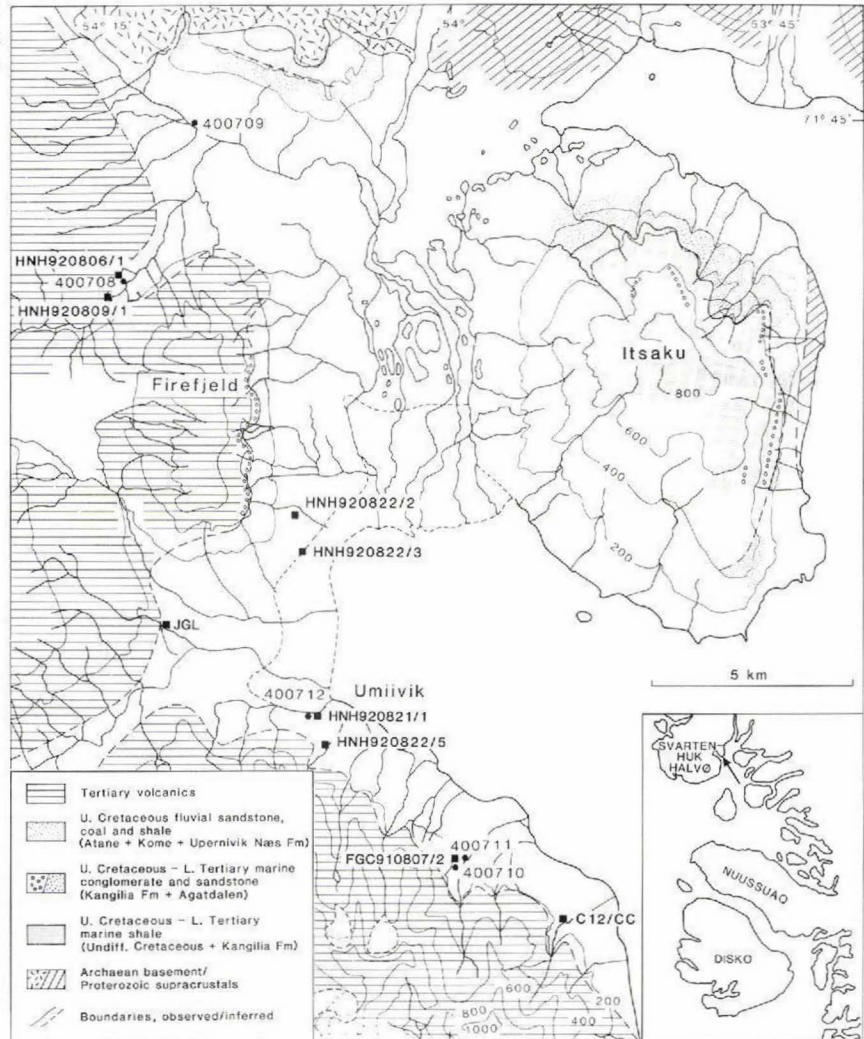 54° 15'
54°
53° 45'
71° 45'
400709
HNH920806/1
400708
HNH920809/1
Firefjeld
Itsaku
800
600
400
200
HNH920822/2
HNH920822/3
JGL
5 km
Umiivik
400712
HNH920821/1
HNH920822/5
400711
FGC910807/2
400710
C12/CC
600
200
800
400
1000
Tertiary volcanics
U. Cretaceous fluvial sandstone,
coal and shale
(Atane + Kome + Upernivik Næs Fm)
U. Cretaceous – L. Tertiary marine
conglomerate and sandstone
(Kangilia Fm + Agatdalen)
U. Cretaceous – L. Tertiary
marine shale
(Undiff. Cretaceous + Kangilia Fm)
Archaean basement/
Proterozoic supracrustals
Boundaries, observed/inferred
SVARTEN
HUK
HALVØ
NUUSSUAQ
DISKO